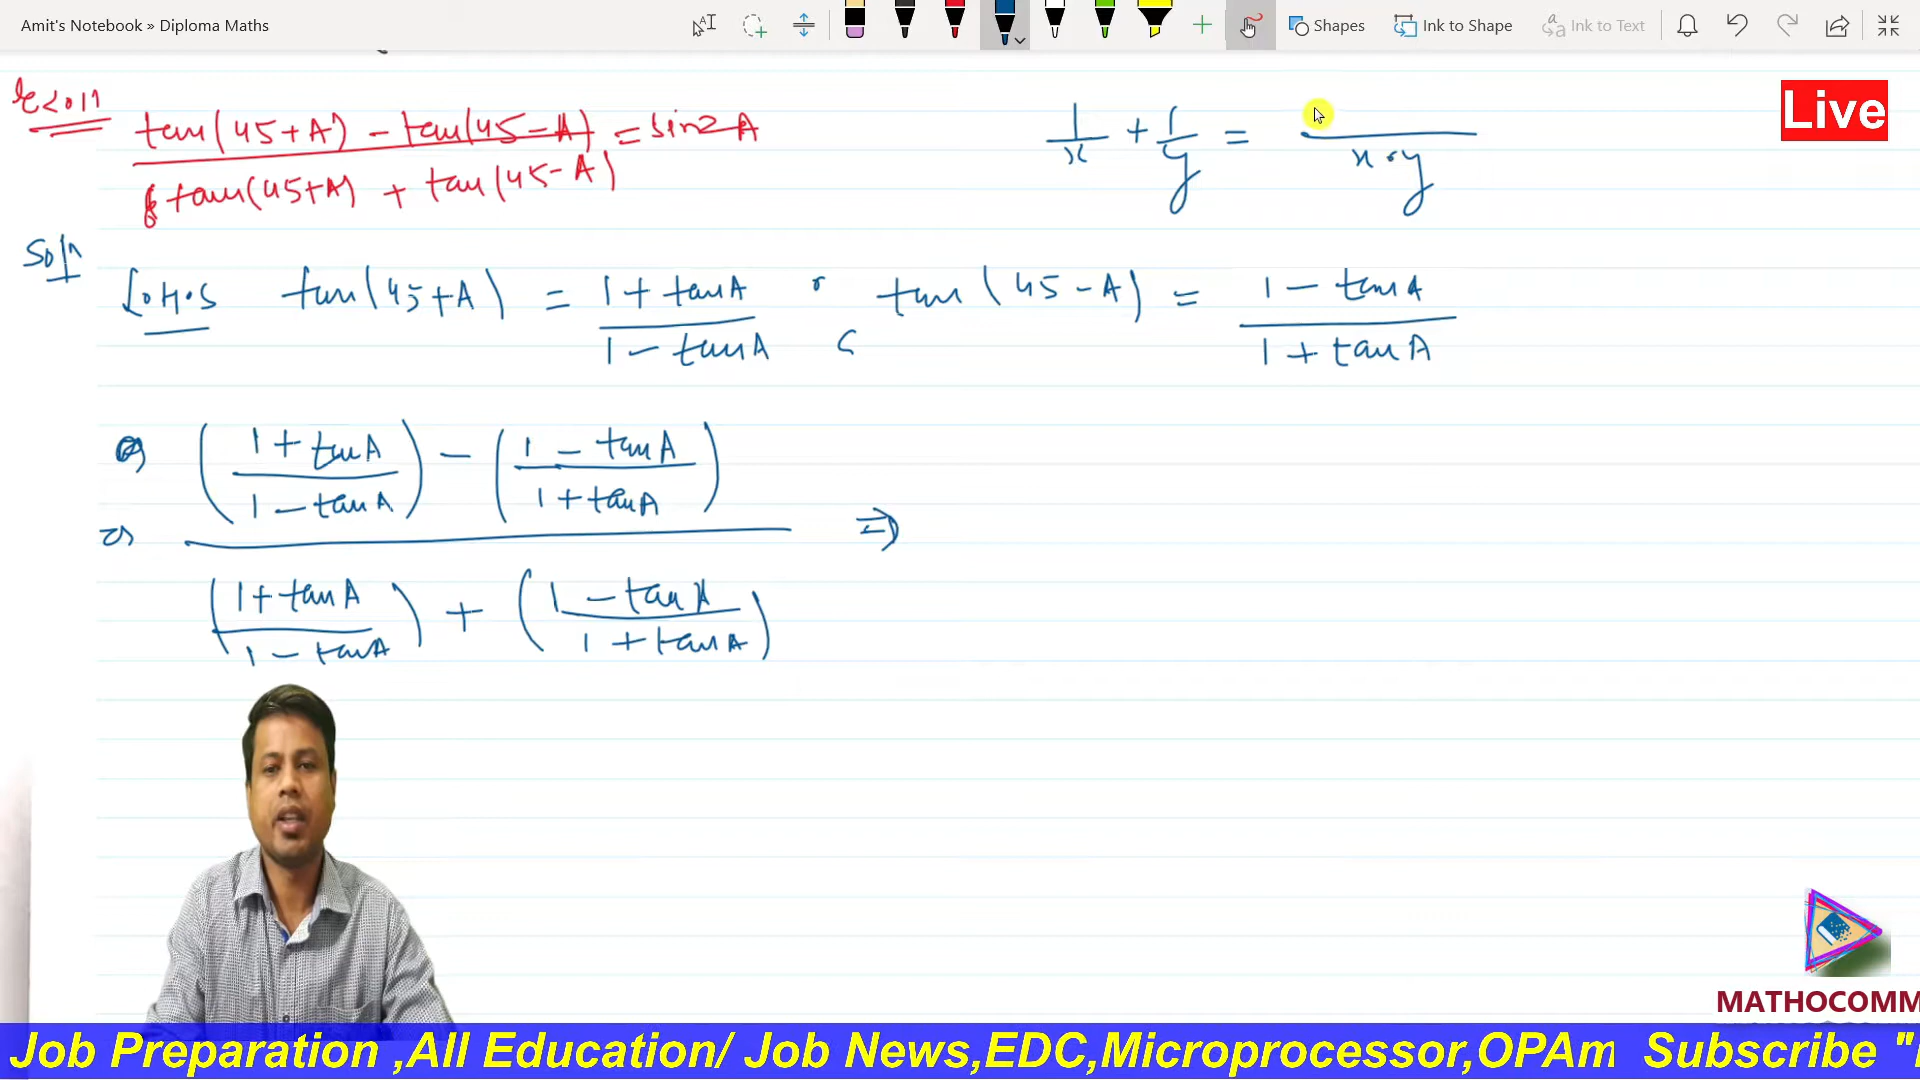 Amit's Notebook » Diploma Maths
Shapes
Ink to Shape
Ink to Text
Live
tan(45+A) - tan(45-A) = sin2A
tan(45+A) + tan(45-A)
1/x + 1/y =
x.y
Soln
L.H.S tan(45+A) = 1 + tanA / 1 - tanA , tan(45-A) = 1 - tanA / 1 + tanA
(1 + tanA / 1 - tanA) - (1 - tanA / 1 + tanA)
⇒
(1 + tanA / 1 - tanA) + (1 - tanA / 1 + tanA)
MATHOCOMM
Job Preparation ,All Education/ Job News,EDC,Microprocessor,OPAm Subscribe "